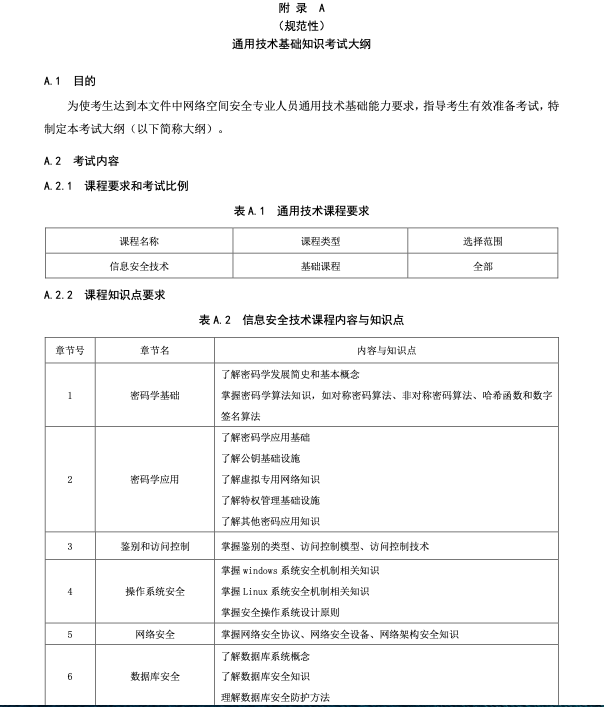 附 录 A
（规范性）
通用技术基础知识考试大纲
A.1 目的
为使考生达到本文件中网络空间安全专业人员通用技术基础能力要求，指导考生有效准备考试，特
制定本考试大纲（以下简称大纲）。
A.2 考试内容
A.2.1 课程要求和考试比例
表 A.1 通用技术课程要求
课程名称 课程类型 选择范围
信息安全技术 基础课程 全部
A.2.2 课程知识点要求
表 A.2 信息安全技术课程内容与知识点
章节号 章节名 内容与知识点
了解密码学发展简史和基本概念
1 密码学基础 掌握密码学算法知识，如对称密码算法、非对称密码算法、哈希函数和数字
签名算法
了解密码学应用基础
了解公钥基础设施
2 密码学应用 了解虚拟专用网络知识
了解特权管理基础设施
了解其他密码应用知识
3 鉴别和访问控制 掌握鉴别的类型、访问控制模型、访问控制技术
掌握 windows 系统安全机制相关知识
4 操作系统安全 掌握 Linux 系统安全机制相关知识
掌握安全操作系统设计原则
5 网络安全 掌握网络安全协议、网络安全设备、网络架构安全知识
了解数据库系统概念
6 数据库安全 了解数据库安全知识
理解数据库安全防护方法